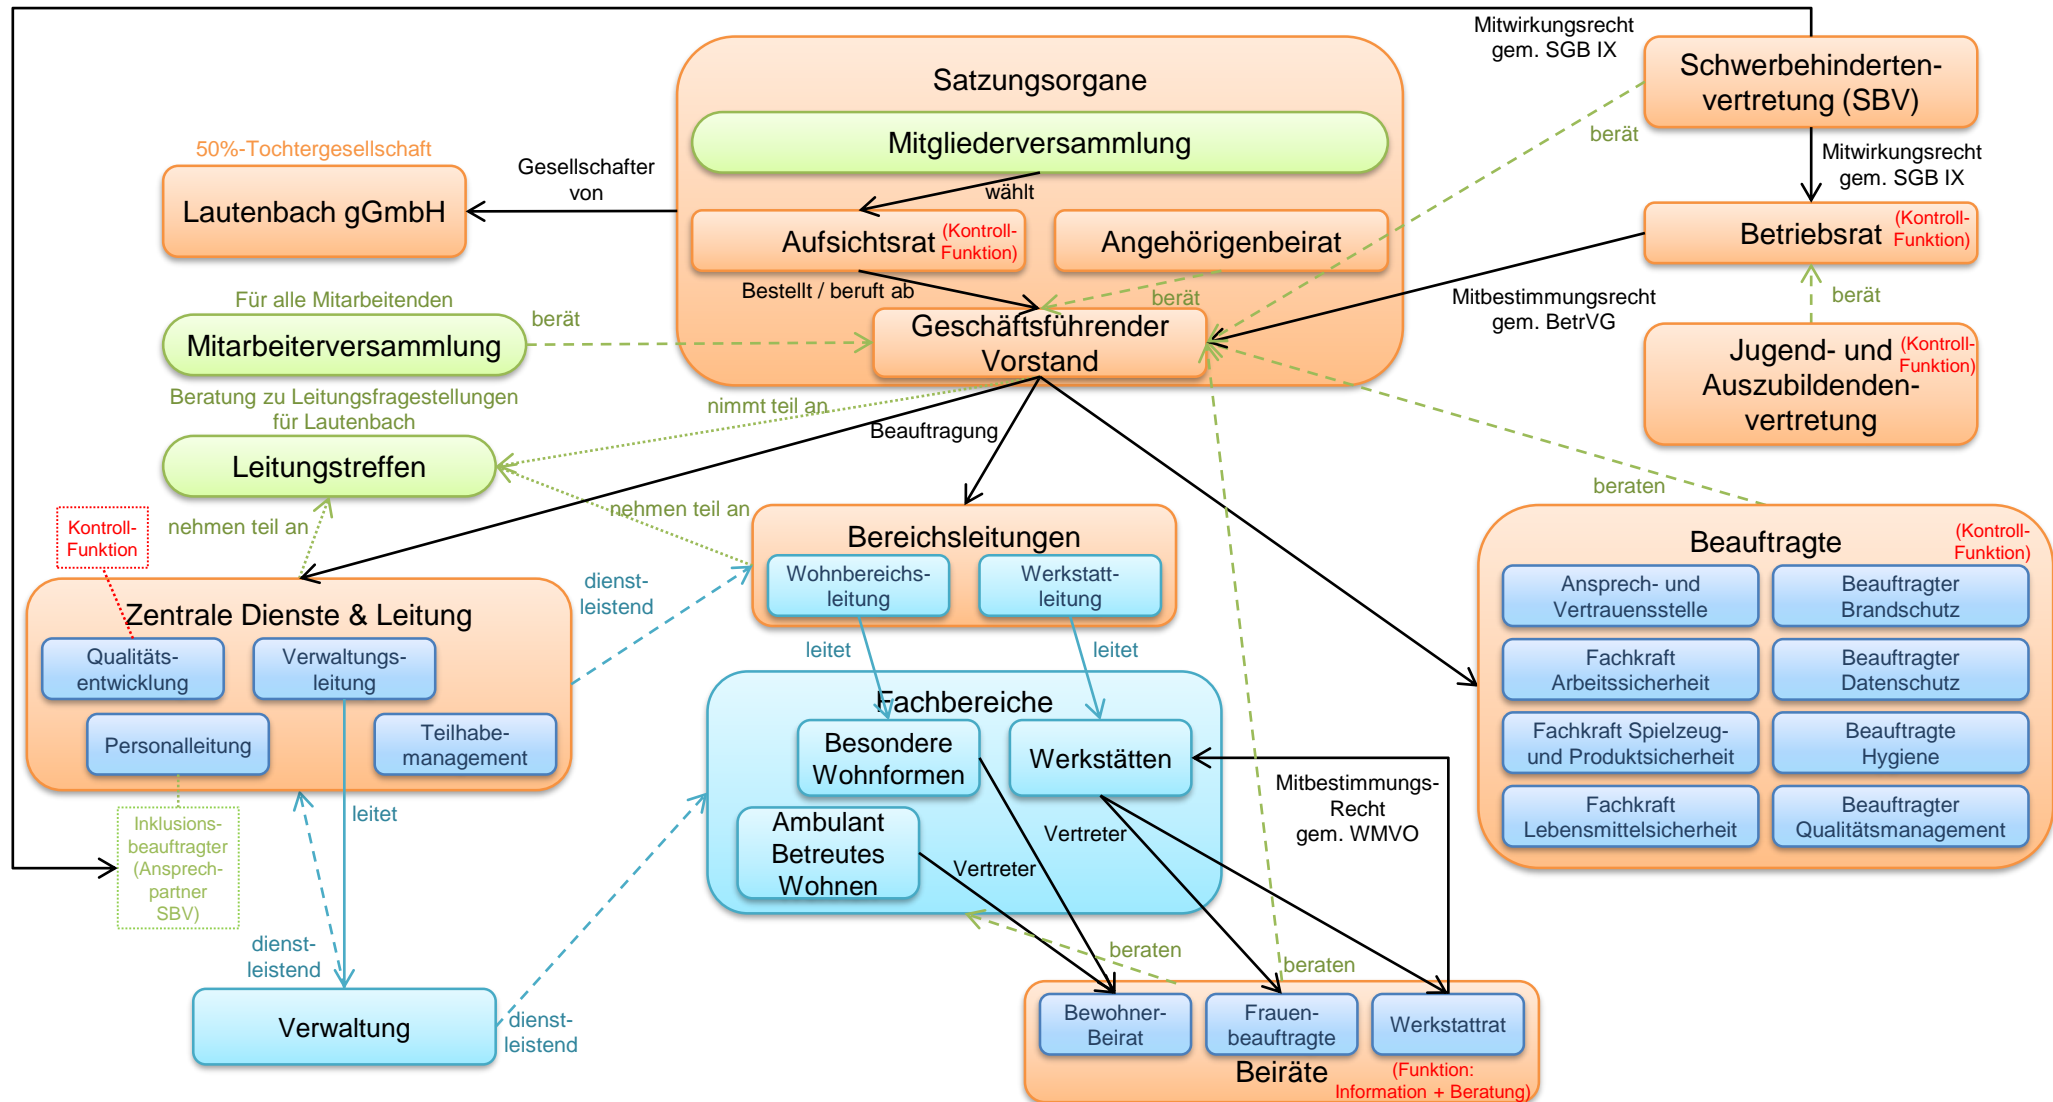 Mitwirkungsrecht
gem. SGB IX
Schwerbehinderten-
vertretung (SBV)
Satzungsorgane
Mitgliederversammlung
berät
50%-Tochtergesellschaft
Lautenbach gGmbH
Gesellschafter
von
wählt
Mitwirkungsrecht
gem. SGB IX
Aufsichtsrat
(Kontroll-
Funktion)
Angehörigenbeirat
Betriebsrat
(Kontroll-
Funktion)
Bestellt / beruft ab
berät
Für alle Mitarbeitenden
Mitarbeiterversammlung
berät
Geschäftsführender
Vorstand
Mitbestimmungsrecht
gem. BetrVG
berät
Jugend- und
Auszubildenden-
vertretung
(Kontroll-
Funktion)
Beratung zu Leitungsfragestellungen
für Lautenbach
Leitungstreffen
nimmt teil an
Beauftragung
beraten
Kontroll-
Funktion
nehmen teil an
nehmen teil an
Bereichsleitungen
Wohnbereichs-
leitung
Werkstatt-
leitung
Beauftragte
(Kontroll-
Funktion)
Ansprech- und
Vertrauensstelle
Beauftragter
Brandschutz
Fachkraft
Arbeitssicherheit
Beauftragter
Datenschutz
Fachkraft Spielzeug-
und Produktsicherheit
Beauftragte
Hygiene
Fachkraft
Lebensmittelsicherheit
Beauftragter
Qualitätsmanagement
dienst-
leistend
Zentrale Dienste & Leitung
Qualitäts-
entwicklung
Verwaltungs-
leitung
Personalleitung
Teilhabe-
management
leitet
leitet
Fachbereiche
Besondere
Wohnformen
Werkstätten
Ambulant
Betreutes
Wohnen
Mitbestimmungs-
Recht
gem. WMVO
Inklusions-
beauftragter
(Ansprech-
partner
SBV)
leitet
Vertreter
Vertreter
dienst-
leistend
beraten
beraten
Verwaltung
dienst-
leistend
Bewohner-
Beirat
Frauen-
beauftragte
Werkstattrat
Beiräte
(Funktion:
Information + Beratung)